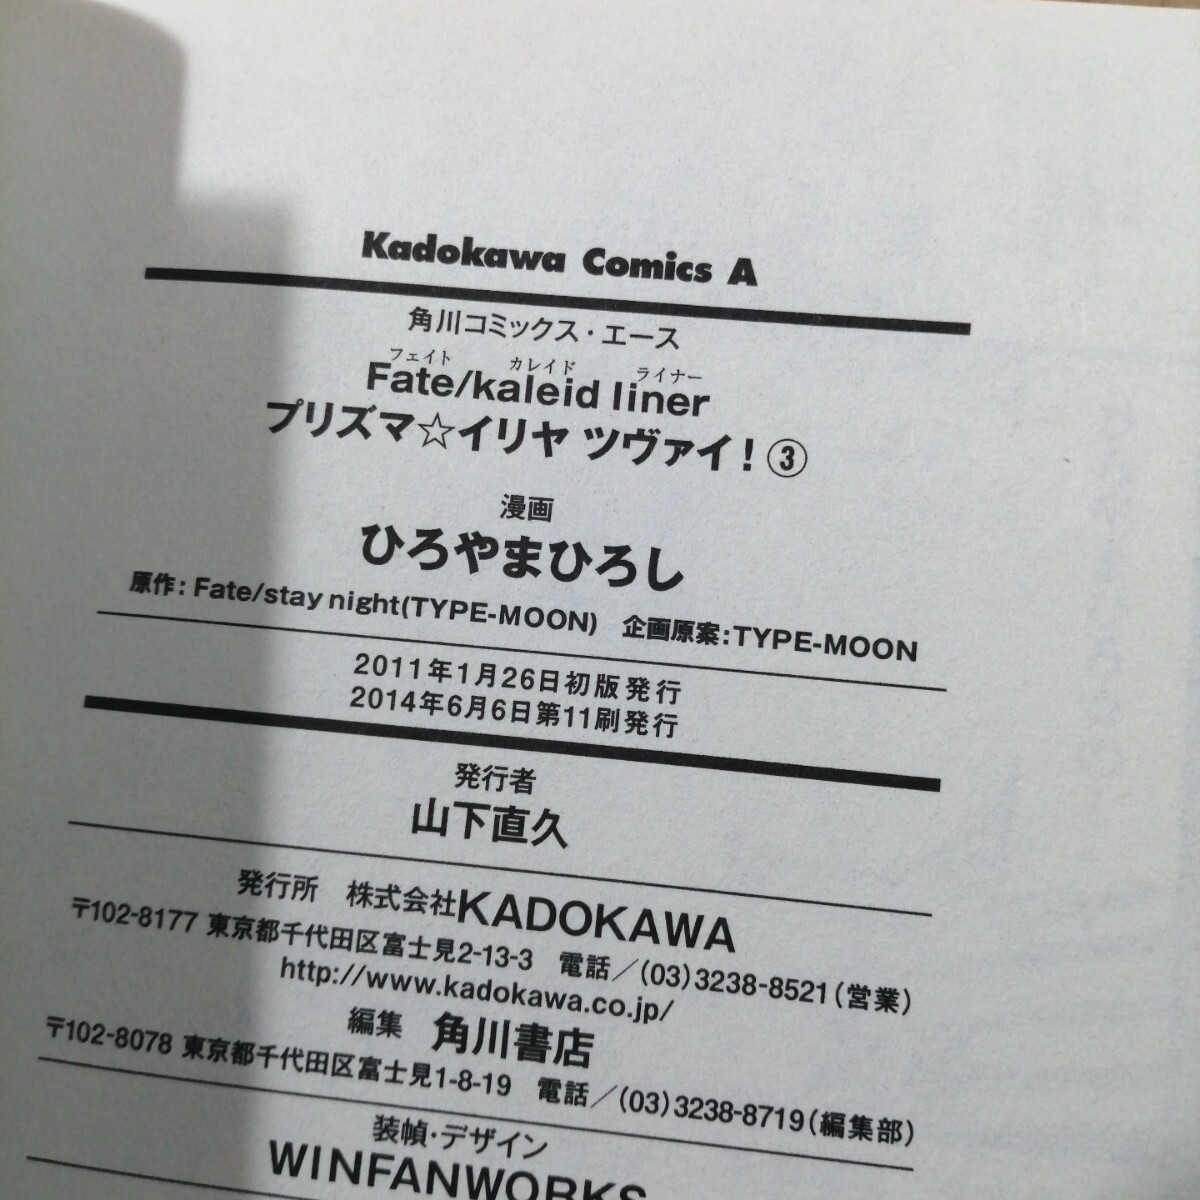 Kadokawa Comics A
角川コミックス・エース
フェイト カレイド ライナー
Fate/kaleid liner
プリズマ☆イリヤ ツヴァイ！③
漫画
ひろやまひろし
原作：Fate/stay night(TYPE-MOON) 企画原案：TYPE-MOON
2011年1月26日初版発行
2014年6月6日第11刷発行
発行者
山下直久
発行所 株式会社KADOKAWA
〒102-8177 東京都千代田区富士見2-13-3 電話／(03)3238-8521(営業)
http://www.kadokawa.co.jp/
編集 角川書店
〒102-8078 東京都千代田区富士見1-8-19 電話／(03)3238-8719(編集部)
装幀・デザイン
WINFANWORKS